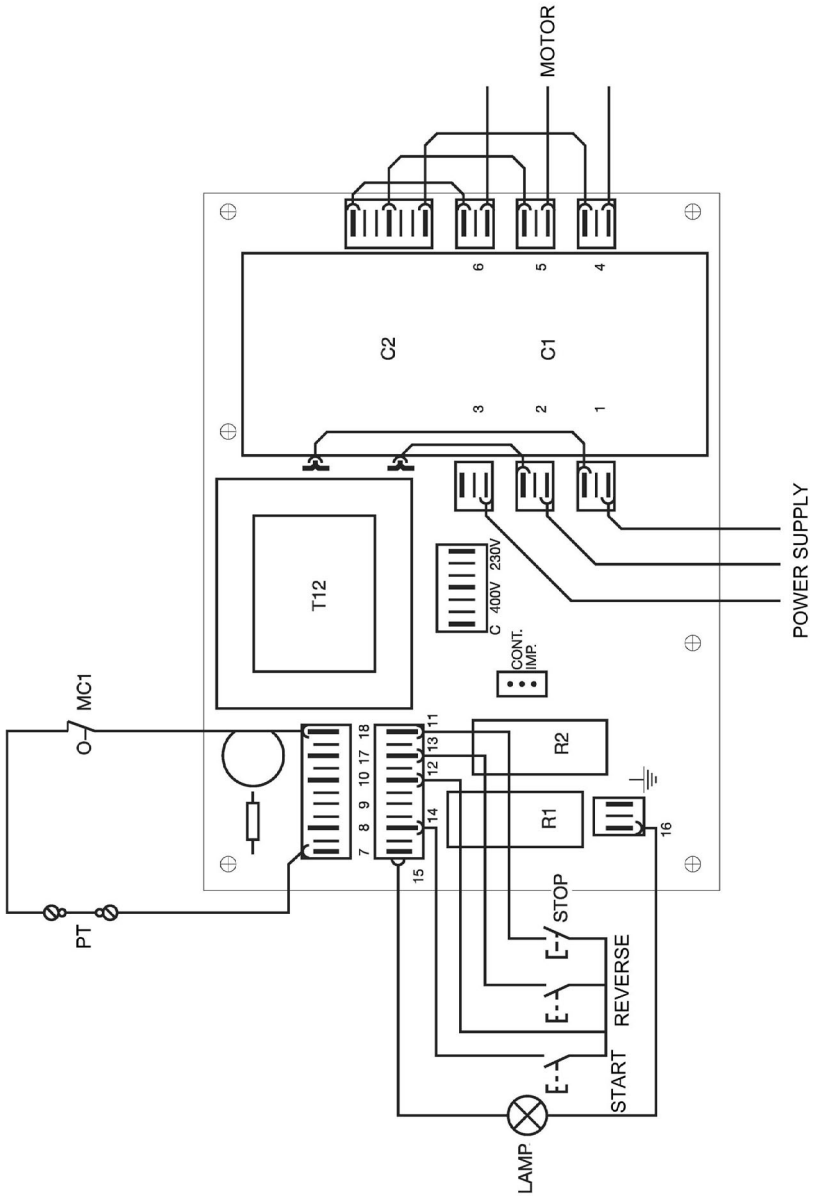 MOTOR
C2
C1
6
5
4
3
2
1
T12
C 400V 230V
CONT.
IMP.
POWER SUPPLY
MC1
PT
7 8 9 10 17 18
15
14
12
13
11
R2
R1
16
STOP
REVERSE
START
LAMP